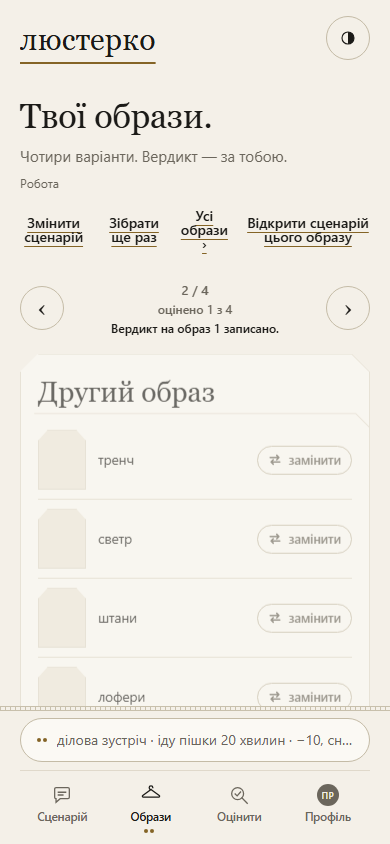 люстерко
Твої образи.
Чотири варіанти. Вердикт — за тобою.
Робота
Змінити сценарій
Зібрати ще раз
Усі образи ›
Відкрити сценарій цього образу
‹
2 / 4
оцінено 1 з 4
Вердикт на образ 1 записано.
›
Другий образ
тренч
⇄ замінити
светр
⇄ замінити
штани
⇄ замінити
лофери
⇄ замінити
ділова зустріч · іду пішки 20 хвилин · −10, сн...
Сценарій
Образи
Оцінити
ПР
Профіль